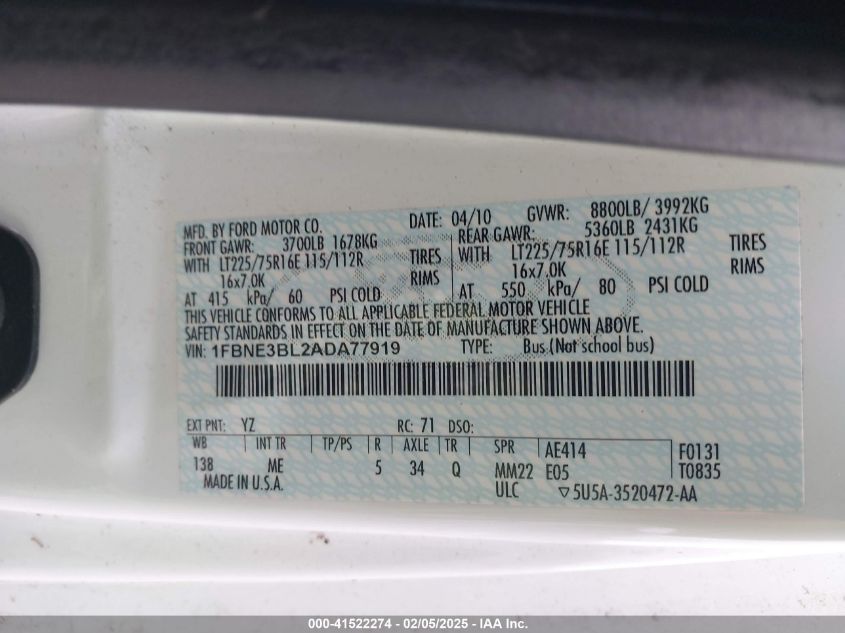 MFD. BY FORD MOTOR CO. DATE: 04/10 GVWR: 8800LB/ 3992KG
FRONT GAWR: 3700LB 1678KG REAR GAWR: 5360LB 2431KG
WITH LT225/75R16E 115/112R TIRES WITH LT225/75R16E 115/112R TIRES
16x7.0K RIMS 16x7.0K RIMS
AT 415 kPa/ 60 PSI COLD AT 550 kPa/ 80 PSI COLD
THIS VEHICLE CONFORMS TO ALL APPLICABLE FEDERAL MOTOR VEHICLE
SAFETY STANDARDS IN EFFECT ON THE DATE OF MANUFACTURE SHOWN ABOVE.
VIN: 1FBNE3BL2ADA77919 TYPE: Bus (Not school bus)
EXT PNT: YZ RC: 71 DSO:
WB INT TR TP/PS R AXLE TR SPR AE414 F0131
138 ME 5 34 Q MM22 E05 T0835
MADE IN U.S.A. ULC ▽5U5A-3520472-AA
000-41522274 - 02/05/2025 - IAA Inc.